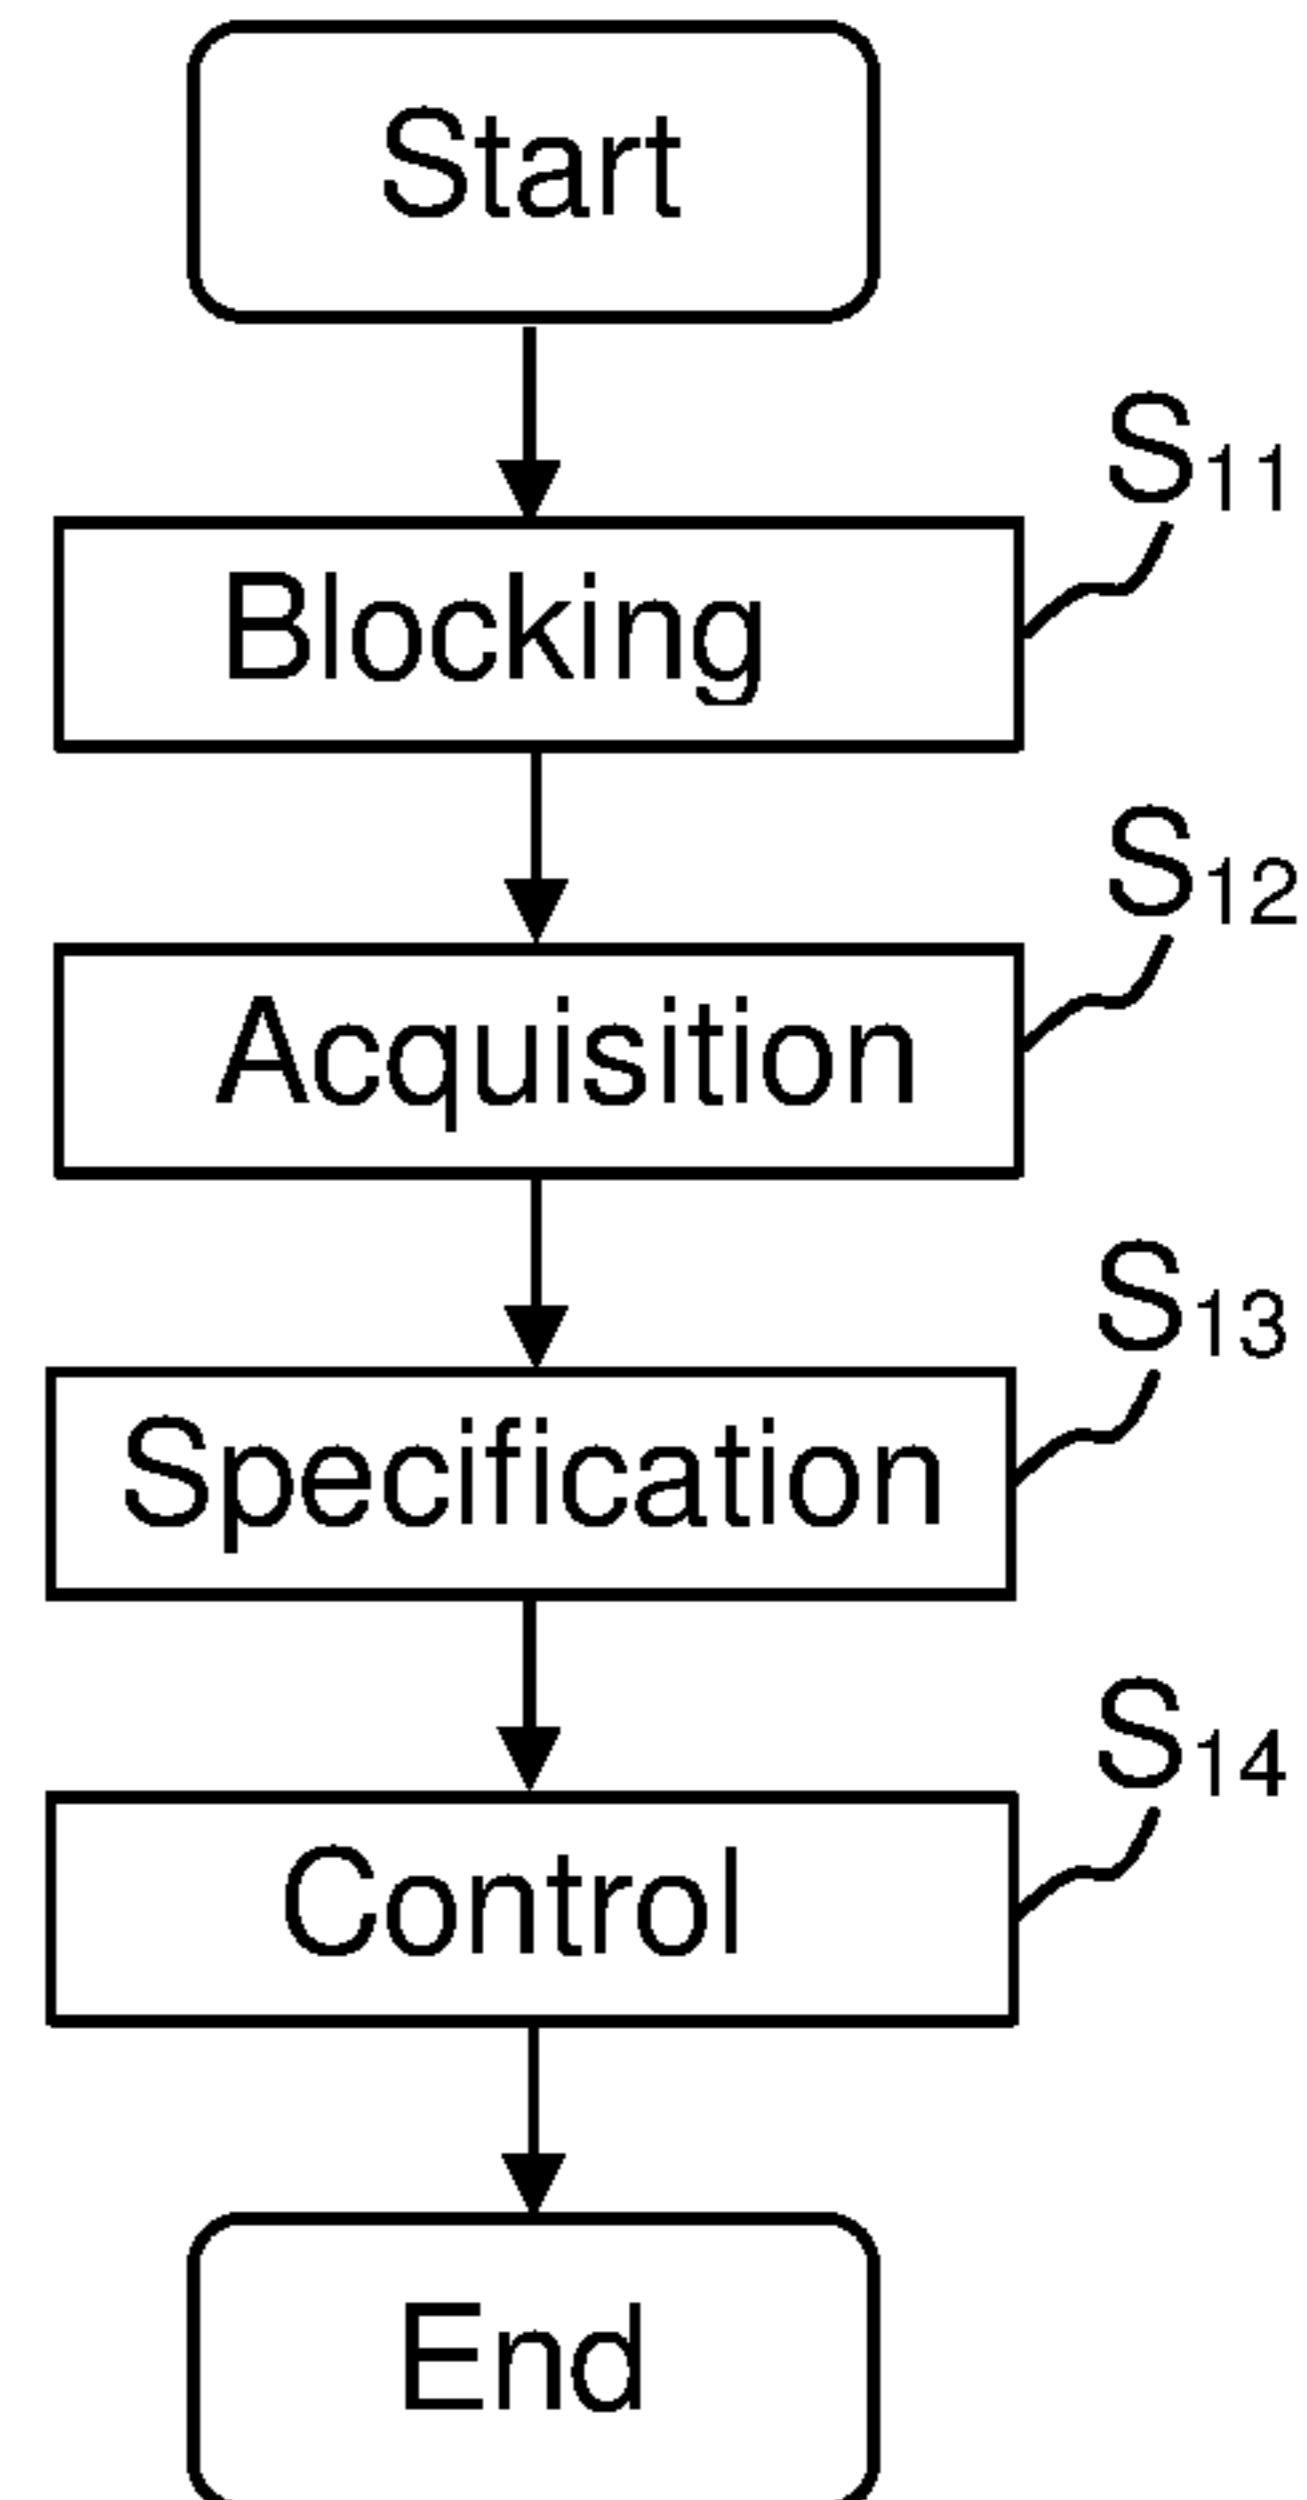 Start
S11
Blocking
S12
Acquisition
S13
Specification
S14
Control
End